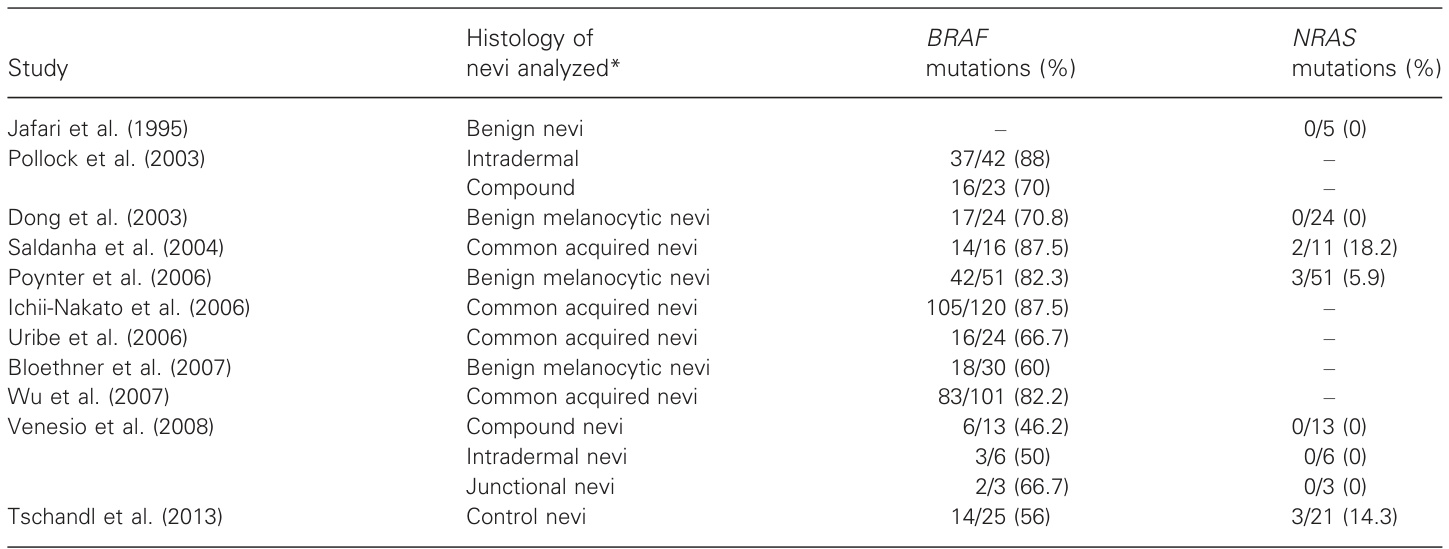 Study Histology of nevi analyzed* BRAF mutations (%) NRAS mutations (%)
Jafari et al. (1995) Benign nevi – 0/5 (0)
Pollock et al. (2003) Intradermal 37/42 (88) –
Compound 16/23 (70) –
Dong et al. (2003) Benign melanocytic nevi 17/24 (70.8) 0/24 (0)
Saldanha et al. (2004) Common acquired nevi 14/16 (87.5) 2/11 (18.2)
Poynter et al. (2006) Benign melanocytic nevi 42/51 (82.3) 3/51 (5.9)
Ichii-Nakato et al. (2006) Common acquired nevi 105/120 (87.5) –
Uribe et al. (2006) Common acquired nevi 16/24 (66.7) –
Bloethner et al. (2007) Benign melanocytic nevi 18/30 (60) –
Wu et al. (2007) Common acquired nevi 83/101 (82.2) –
Venesio et al. (2008) Compound nevi 6/13 (46.2) 0/13 (0)
Intradermal nevi 3/6 (50) 0/6 (0)
Junctional nevi 2/3 (66.7) 0/3 (0)
Tschandl et al. (2013) Control nevi 14/25 (56) 3/21 (14.3)